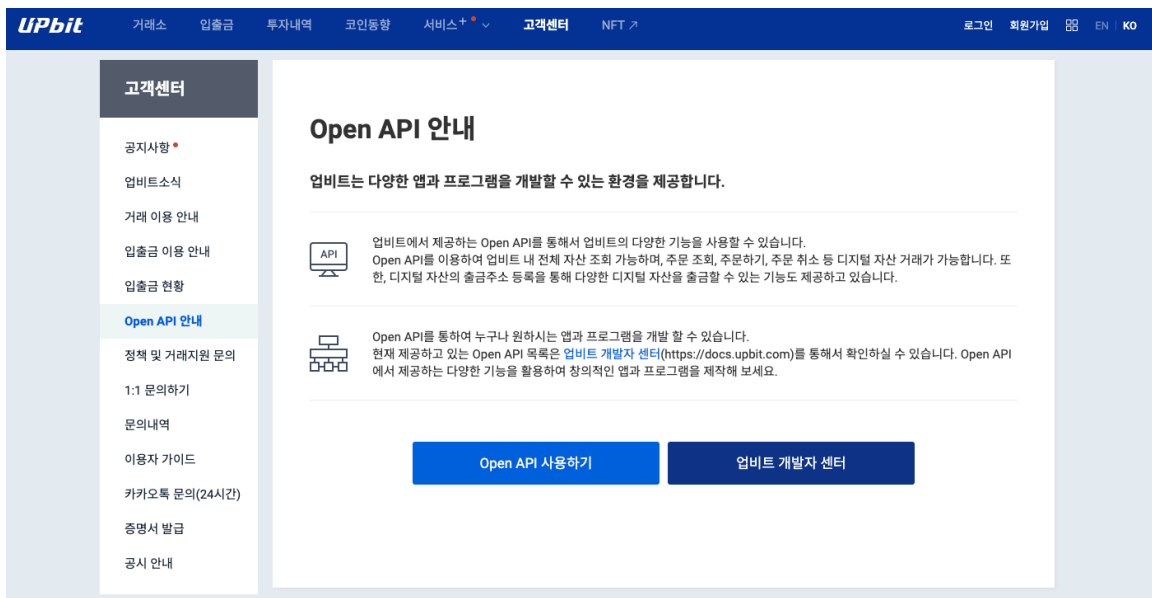 UPbit 거래소 입출금 투자내역 코인동향 서비스+ 고객센터 NFT ↗ 로그인 회원가입 EN | KO
고객센터
공지사항
업비트소식
거래 이용 안내
입출금 이용 안내
입출금 현황
Open API 안내
정책 및 거래지원 문의
1:1 문의하기
문의내역
이용자 가이드
카카오톡 문의(24시간)
증명서 발급
공시 안내
Open API 안내
업비트는 다양한 앱과 프로그램을 개발할 수 있는 환경을 제공합니다.
API
업비트에서 제공하는 Open API를 통해서 업비트의 다양한 기능을 사용할 수 있습니다.
Open API를 이용하여 업비트 내 전체 자산 조회 가능하며, 주문 조회, 주문하기, 주문 취소 등 디지털 자산 거래가 가능합니다. 또
한, 디지털 자산의 출금주소 등록을 통해 다양한 디지털 자산을 출금할 수 있는 기능도 제공하고 있습니다.
Open API를 통하여 누구나 원하시는 앱과 프로그램을 개발 할 수 있습니다.
현재 제공하고 있는 Open API 목록은 업비트 개발자 센터(https://docs.upbit.com)를 통해서 확인하실 수 있습니다. Open API
에서 제공하는 다양한 기능을 활용하여 창의적인 앱과 프로그램을 제작해 보세요.
Open API 사용하기
업비트 개발자 센터